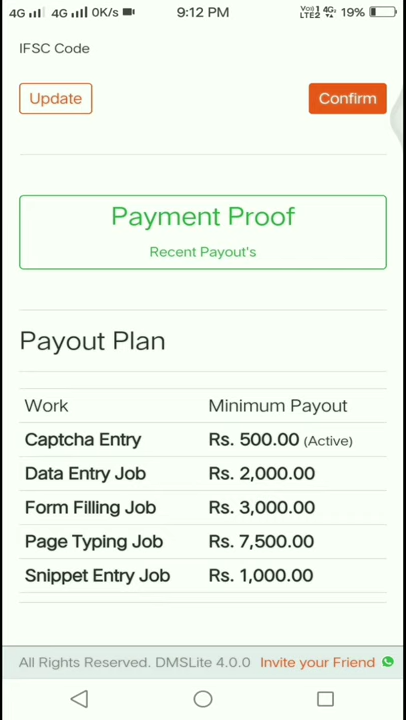 4G 4G 0K/s 9:12 PM Vo) 1 LTE2 4G 19%
IFSC Code
Update Confirm
Payment Proof
Recent Payout's
Payout Plan
Work Minimum Payout
Captcha Entry Rs. 500.00 (Active)
Data Entry Job Rs. 2,000.00
Form Filling Job Rs. 3,000.00
Page Typing Job Rs. 7,500.00
Snippet Entry Job Rs. 1,000.00
All Rights Reserved. DMSLite 4.0.0 Invite your Friend